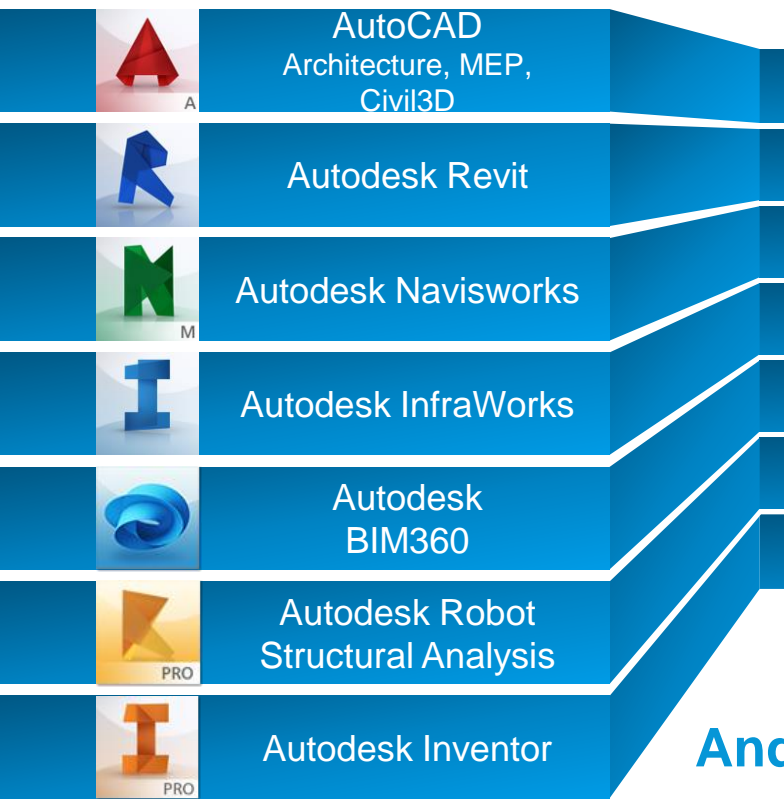 AutoCAD
Architecture, MEP,
Civil3D
A
Autodesk Revit
Autodesk Navisworks
M
Autodesk InfraWorks
Autodesk
BIM360
Autodesk Robot
Structural Analysis
PRO
Autodesk Inventor
PRO